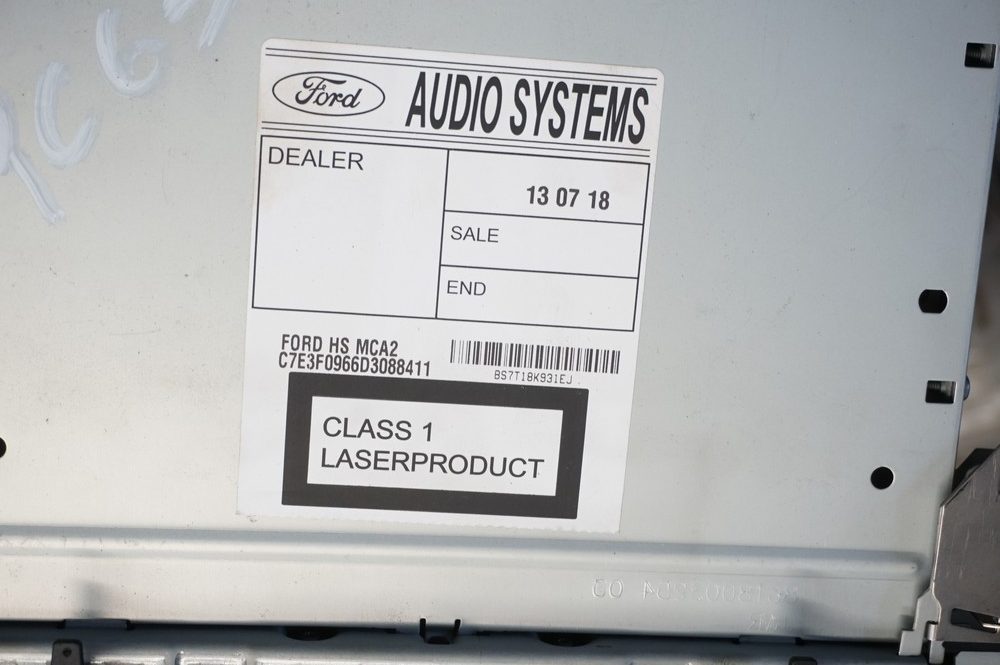 Ford
AUDIO SYSTEMS
DEALER
13 07 18
SALE
END
FORD HS MCA2
C7E3F0966D3088411
BS7T18K931EJ
CLASS 1
LASERPRODUCT